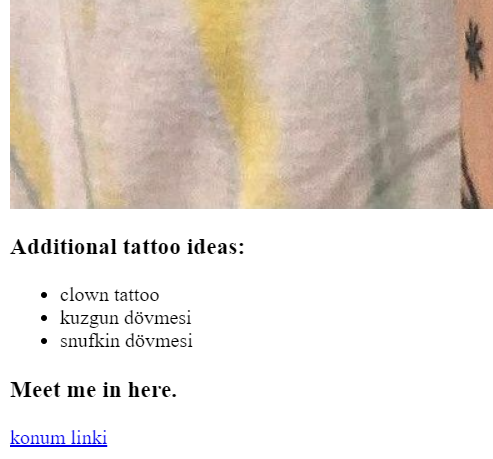 Additional tattoo ideas:
clown tattoo
kuzgun dövmesi
snufkin dövmesi
Meet me in here.
konum linki